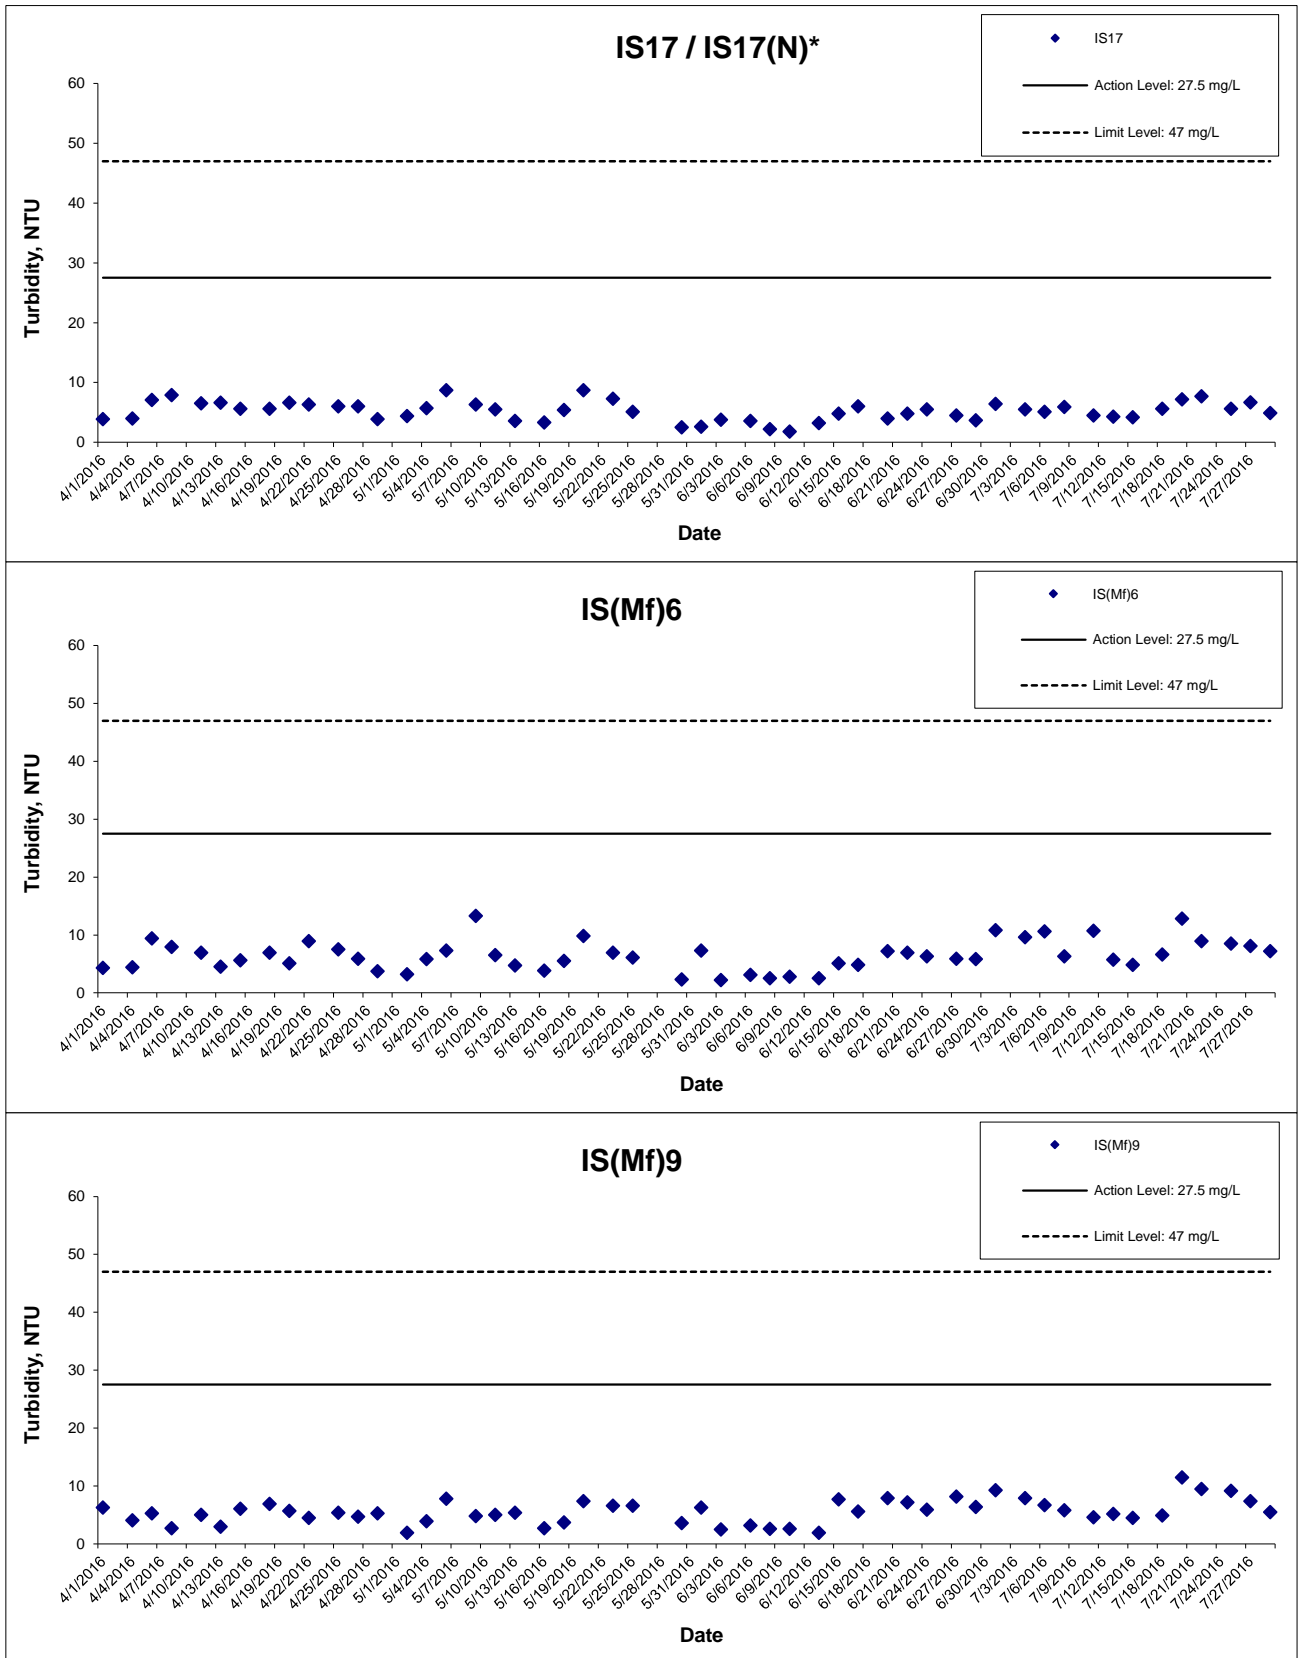 IS17 / IS17(N)*
IS17
Action Level: 27.5 mg/L
Limit Level: 47 mg/L
Turbidity, NTU
60
50
40
30
20
10
0
4/1/2016 4/4/2016 4/7/2016 4/10/2016 4/13/2016 4/16/2016 4/19/2016 4/22/2016 4/25/2016 4/28/2016 5/1/2016 5/4/2016 5/7/2016 5/10/2016 5/13/2016 5/16/2016 5/19/2016 5/22/2016 5/25/2016 5/28/2016 5/31/2016 6/3/2016 6/6/2016 6/9/2016 6/12/2016 6/15/2016 6/18/2016 6/21/2016 6/24/2016 6/27/2016 6/30/2016 7/3/2016 7/6/2016 7/9/2016 7/12/2016 7/15/2016 7/18/2016 7/21/2016 7/24/2016 7/27/2016
Date
IS(Mf)6
IS(Mf)6
Action Level: 27.5 mg/L
Limit Level: 47 mg/L
Turbidity, NTU
60
50
40
30
20
10
0
4/1/2016 4/4/2016 4/7/2016 4/10/2016 4/13/2016 4/16/2016 4/19/2016 4/22/2016 4/25/2016 4/28/2016 5/1/2016 5/4/2016 5/7/2016 5/10/2016 5/13/2016 5/16/2016 5/19/2016 5/22/2016 5/25/2016 5/28/2016 5/31/2016 6/3/2016 6/6/2016 6/9/2016 6/12/2016 6/15/2016 6/18/2016 6/21/2016 6/24/2016 6/27/2016 6/30/2016 7/3/2016 7/6/2016 7/9/2016 7/12/2016 7/15/2016 7/18/2016 7/21/2016 7/24/2016 7/27/2016
Date
IS(Mf)9
IS(Mf)9
Action Level: 27.5 mg/L
Limit Level: 47 mg/L
Turbidity, NTU
60
50
40
30
20
10
0
4/1/2016 4/4/2016 4/7/2016 4/10/2016 4/13/2016 4/16/2016 4/19/2016 4/22/2016 4/25/2016 4/28/2016 5/1/2016 5/4/2016 5/7/2016 5/10/2016 5/13/2016 5/16/2016 5/19/2016 5/22/2016 5/25/2016 5/28/2016 5/31/2016 6/3/2016 6/6/2016 6/9/2016 6/12/2016 6/15/2016 6/18/2016 6/21/2016 6/24/2016 6/27/2016 6/30/2016 7/3/2016 7/6/2016 7/9/2016 7/12/2016 7/15/2016 7/18/2016 7/21/2016 7/24/2016 7/27/2016
Date